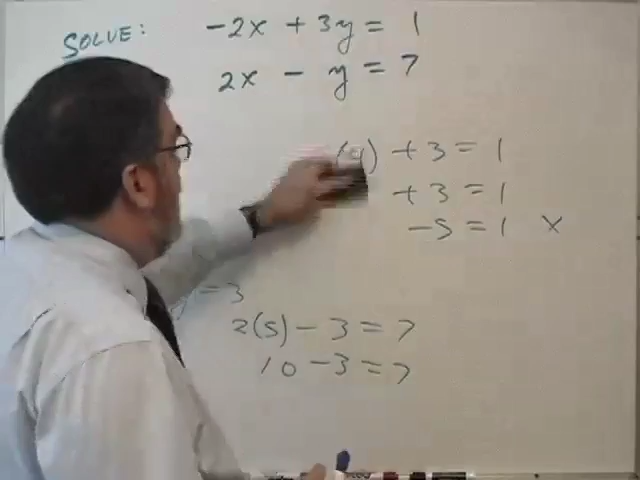 SOLVE: -2x + 3y = 1
2x - y = 7
) + 3 = 1
+ 3 = 1
-5 = 1 X
= 3
2(5) - 3 = 7
10 - 3 = 7